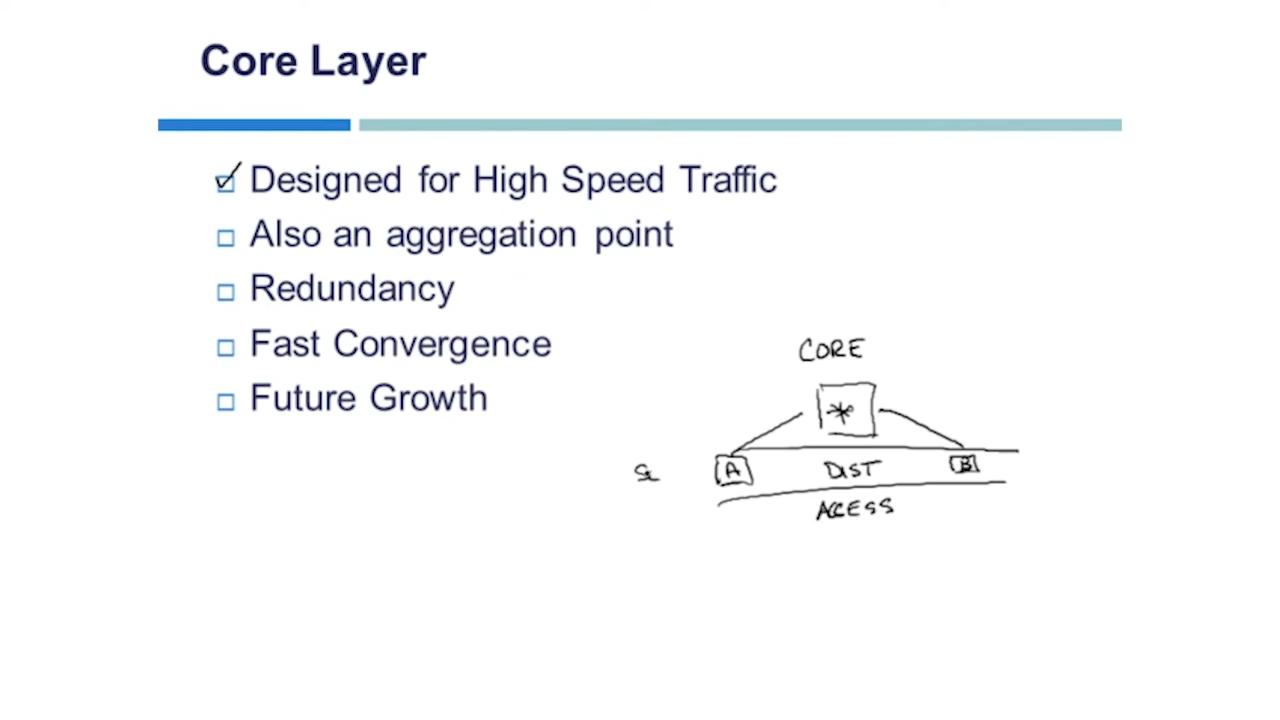 Core Layer
Designed for High Speed Traffic
Also an aggregation point
Redundancy
Fast Convergence
Future Growth
CORE
*
A DIST B
ACCESS